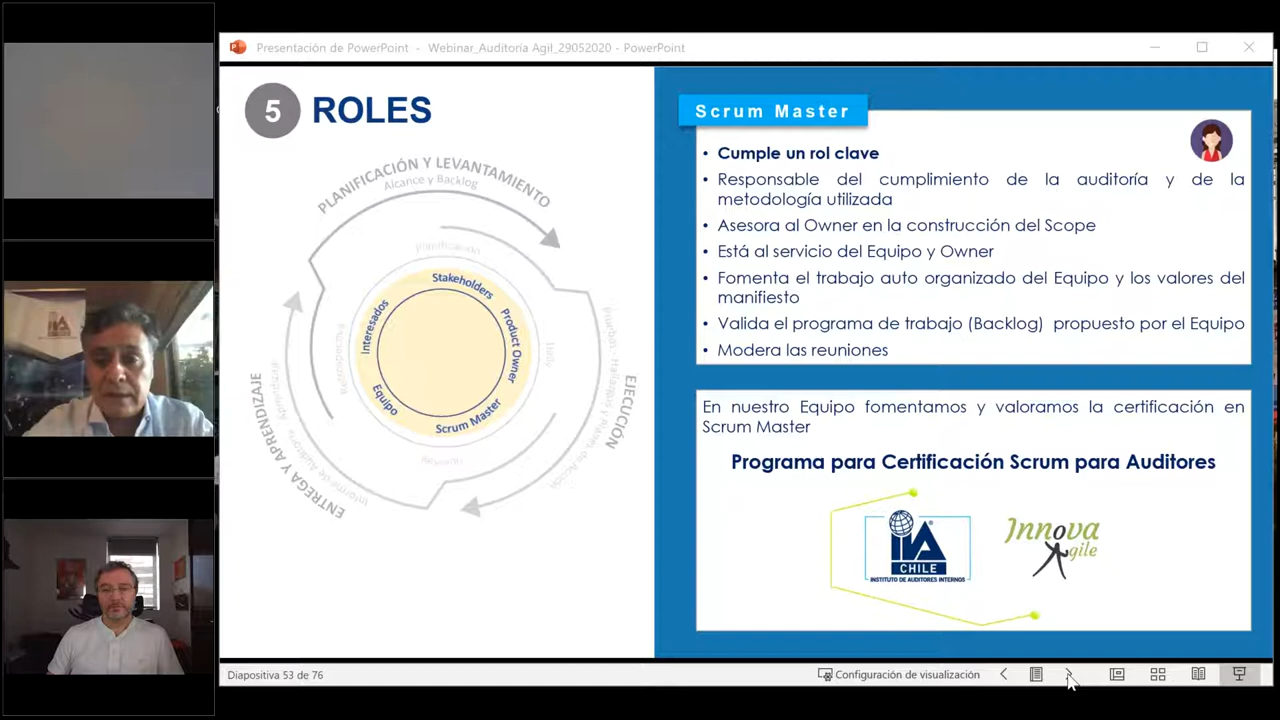 Presentación de PowerPoint - Webinar_Auditoría Agil_29052020 - PowerPoint
5 ROLES
PLANIFICACIÓN Y LEVANTAMIENTO
Alcance y Backlog
Planificando
Stakeholders
Interesados
Product Owner
Equipo
Scrum Master
Daily
EJECUCIÓN
ENTREGA Y APRENDIZAJE
Scrum Master
• Cumple un rol clave
• Responsable del cumplimiento de la auditoría y de la
metodología utilizada
• Asesora al Owner en la construcción del Scope
• Está al servicio del Equipo y Owner
• Fomenta el trabajo auto organizado del Equipo y los valores del
manifiesto
• Valida el programa de trabajo (Backlog) propuesto por el Equipo
• Modera las reuniones
En nuestro Equipo fomentamos y valoramos la certificación en
Scrum Master
Programa para Certificación Scrum para Auditores
IIA
CHILE
INSTITUTO DE AUDITORES INTERNOS
Innova
Agile
Diapositiva 53 de 76
Configuración de visualización